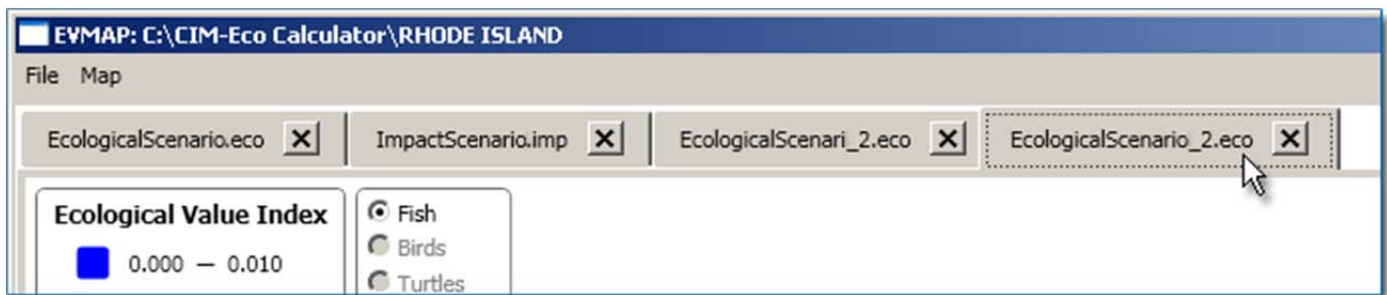 EVMAP: C:\CIM-Eco Calculator\RHODE ISLAND
File Map
EcologicalScenario.eco ImpactScenario.imp EcologicalScenari_2.eco EcologicalScenario_2.eco
Ecological Value Index
0.000 — 0.010
Fish
Birds
Turtles